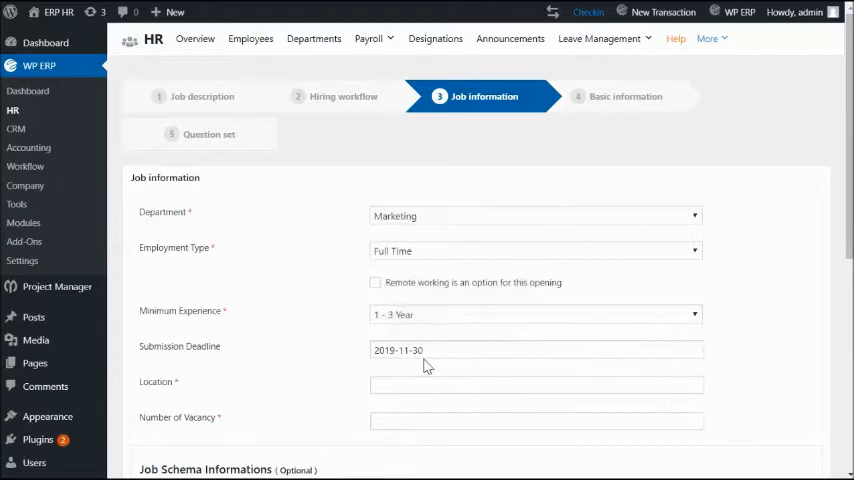 ERP HR 3 0 + New Checkin New Transaction WP ERP Howdy, admin
Dashboard
WP ERP
Dashboard
HR
CRM
Accounting
Workflow
Company
Tools
Modules
Add-Ons
Settings
Project Manager
Posts
Media
Pages
Comments
Appearance
Plugins 2
Users
HR Overview Employees Departments Payroll Designations Announcements Leave Management Help More
1 Job description 2 Hiring workflow 3 Job information 4 Basic information
5 Question set
Job information
Department * Marketing
Employment Type * Full Time
Remote working is an option for this opening
Minimum Experience * 1 - 3 Year
Submission Deadline 2019-11-30
Location *
Number of Vacancy *
Job Schema Informations ( Optional )